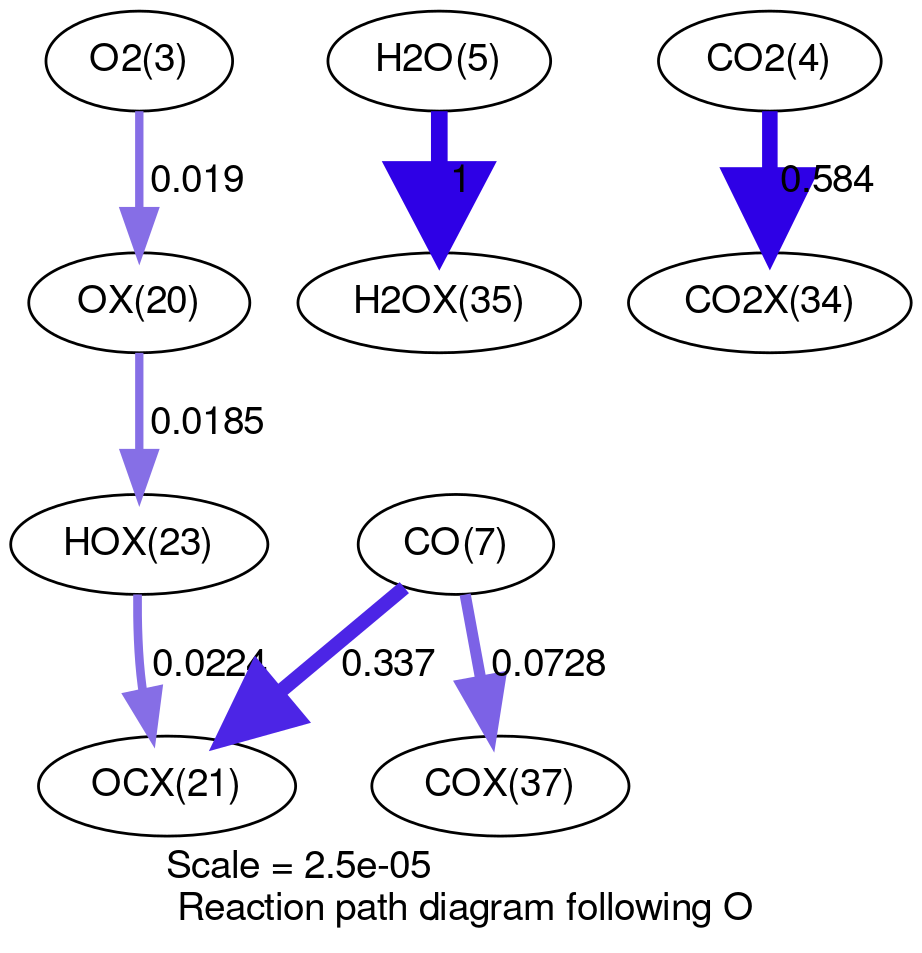 O2(3)
H2O(5)
CO2(4)
0.019
1
0.584
OX(20)
H2OX(35)
CO2X(34)
0.0185
HOX(23)
CO(7)
0.0224
0.337
0.0728
OCX(21)
COX(37)
Scale = 2.5e-05
Reaction path diagram following O